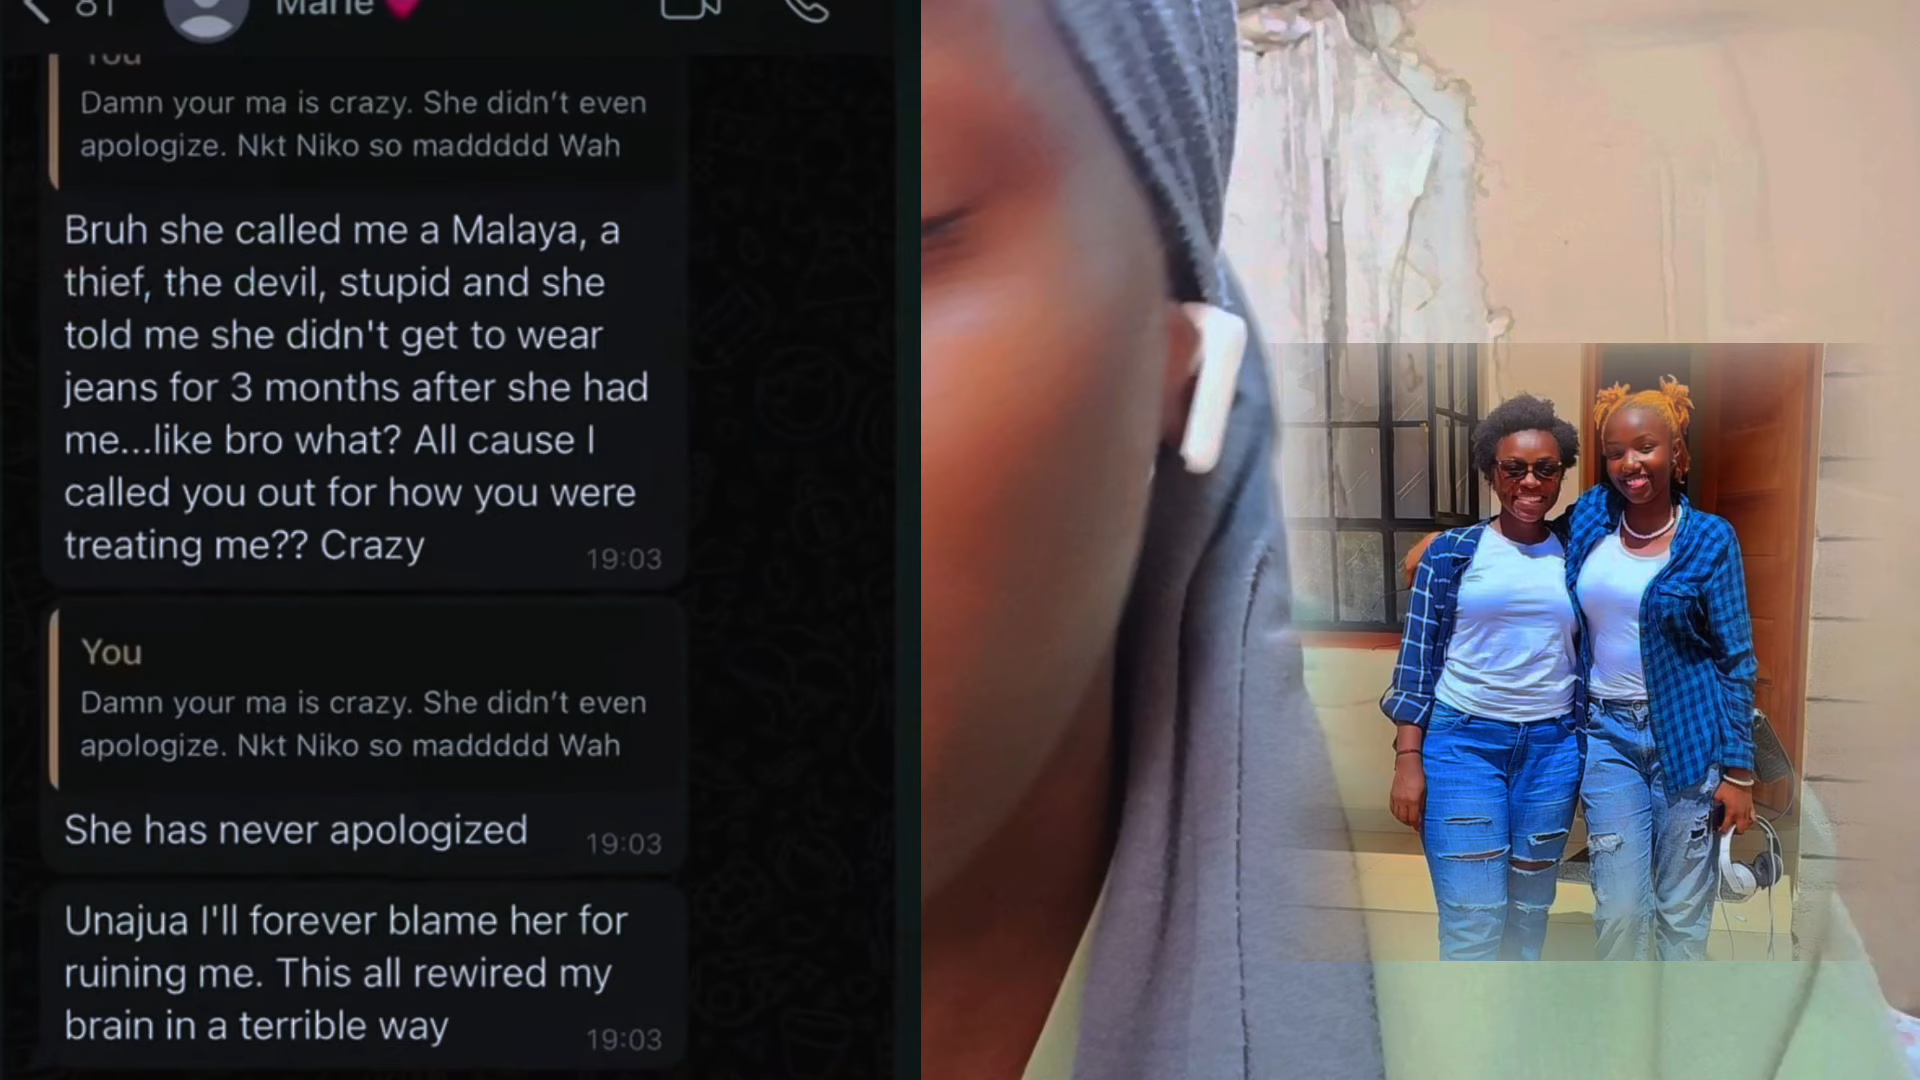 81
Marie
You
Damn your ma is crazy. She didn't even
apologize. Nkt Niko so maddddd Wah
Bruh she called me a Malaya, a
thief, the devil, stupid and she
told me she didn't get to wear
jeans for 3 months after she had
me...like bro what? All cause I
called you out for how you were
treating me?? Crazy
19:03
You
Damn your ma is crazy. She didn't even
apologize. Nkt Niko so maddddd Wah
She has never apologized
19:03
Unajua I'll forever blame her for
ruining me. This all rewired my
brain in a terrible way
19:03